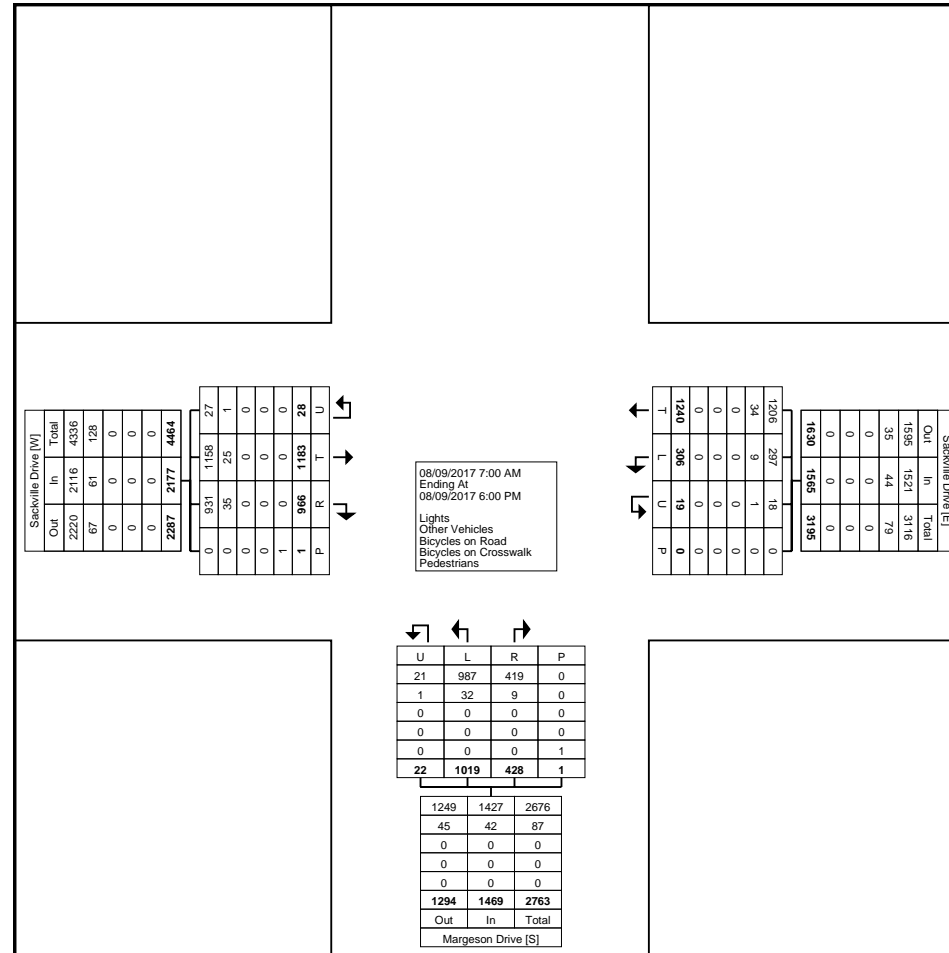 Sackville Drive [W]
Out In Total
2220 2116 4336
67 61 128
0 0 0
0 0 0
0 0 0
2287 2177 4464
0 931 1158 27
0 35 25 1
0 0 0 0
0 0 0 0
1 0 0 0
1 966 1183 28
P R T U
08/09/2017 7:00 AM
Ending At
08/09/2017 6:00 PM
Lights
Other Vehicles
Bicycles on Road
Bicycles on Crosswalk
Pedestrians
Sackville Drive [E]
Out In Total
1595 1521 3116
35 44 79
0 0 0
0 0 0
0 0 0
1630 1565 3195
1206 297 18 0
34 9 1 0
0 0 0 0
0 0 0 0
0 0 0 0
1240 306 19 0
T L U P
U L R P
21 987 419 0
1 32 9 0
0 0 0 0
0 0 0 0
0 0 0 1
22 1019 428 1
1249 1427 2676
45 42 87
0 0 0
0 0 0
0 0 0
1294 1469 2763
Out In Total
Margeson Drive [S]